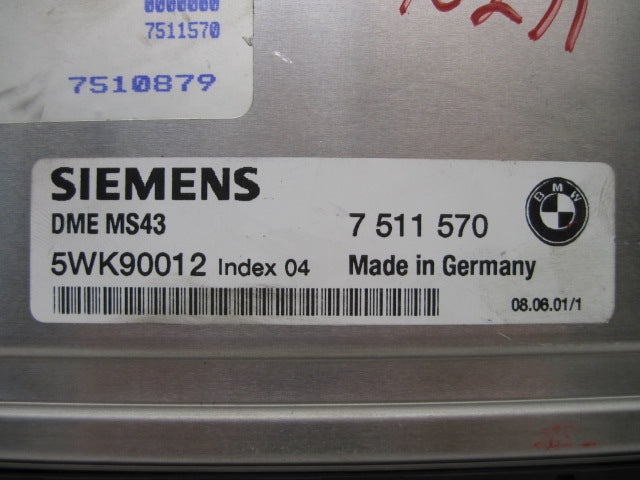 0000000
7511570
7510879
SIEMENS
BMW
DME MS43 7 511 570
5WK90012 Index 04 Made in Germany
08.06.01/1